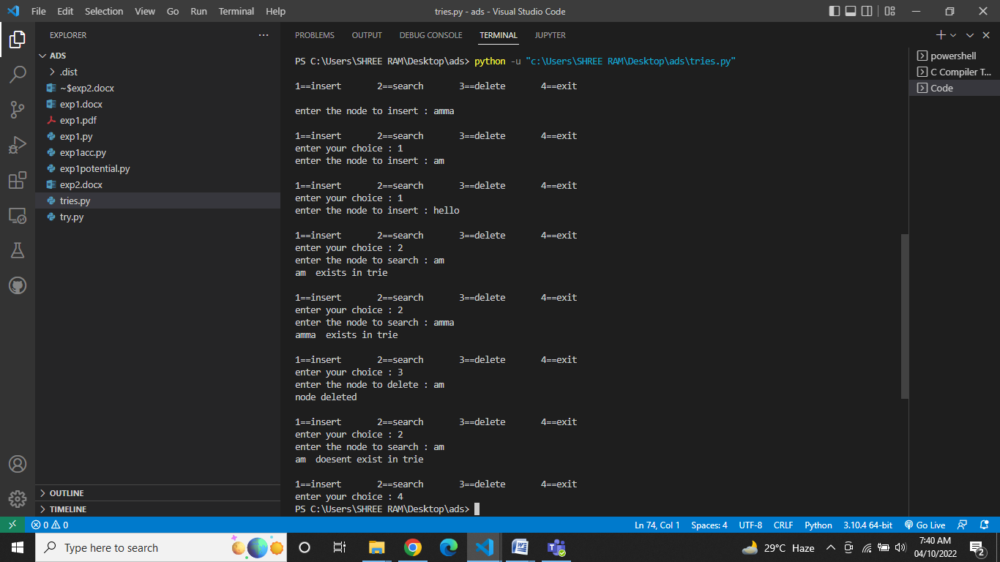 File Edit Selection View Go Run Terminal Help tries.py - ads - Visual Studio Code
EXPLORER
ADS
.dist
~$exp2.docx
exp1.docx
exp1.pdf
exp1.py
exp1acc.py
exp1potential.py
exp2.docx
tries.py
try.py
OUTLINE
TIMELINE
PROBLEMS OUTPUT DEBUG CONSOLE TERMINAL JUPYTER
PS C:\Users\SHREE RAM\Desktop\ads> python -u "c:\Users\SHREE RAM\Desktop\ads\tries.py"
1==insert 2==search 3==delete 4==exit
enter the node to insert : amma
1==insert 2==search 3==delete 4==exit
enter your choice : 1
enter the node to insert : am
1==insert 2==search 3==delete 4==exit
enter your choice : 1
enter the node to insert : hello
1==insert 2==search 3==delete 4==exit
enter your choice : 2
enter the node to search : am
am  exists in trie
1==insert 2==search 3==delete 4==exit
enter your choice : 2
enter the node to search : amma
amma  exists in trie
1==insert 2==search 3==delete 4==exit
enter your choice : 3
enter the node to delete : am
node deleted
1==insert 2==search 3==delete 4==exit
enter your choice : 2
enter the node to search : am
am  doesent exist in trie
1==insert 2==search 3==delete 4==exit
enter your choice : 4
PS C:\Users\SHREE RAM\Desktop\ads>
powershell
C Compiler T...
Code
0 0 Ln 74, Col 1 Spaces: 4 UTF-8 CRLF Python 3.10.4 64-bit Go Live
Type here to search
29°C Haze
7:40 AM
04/10/2022
2